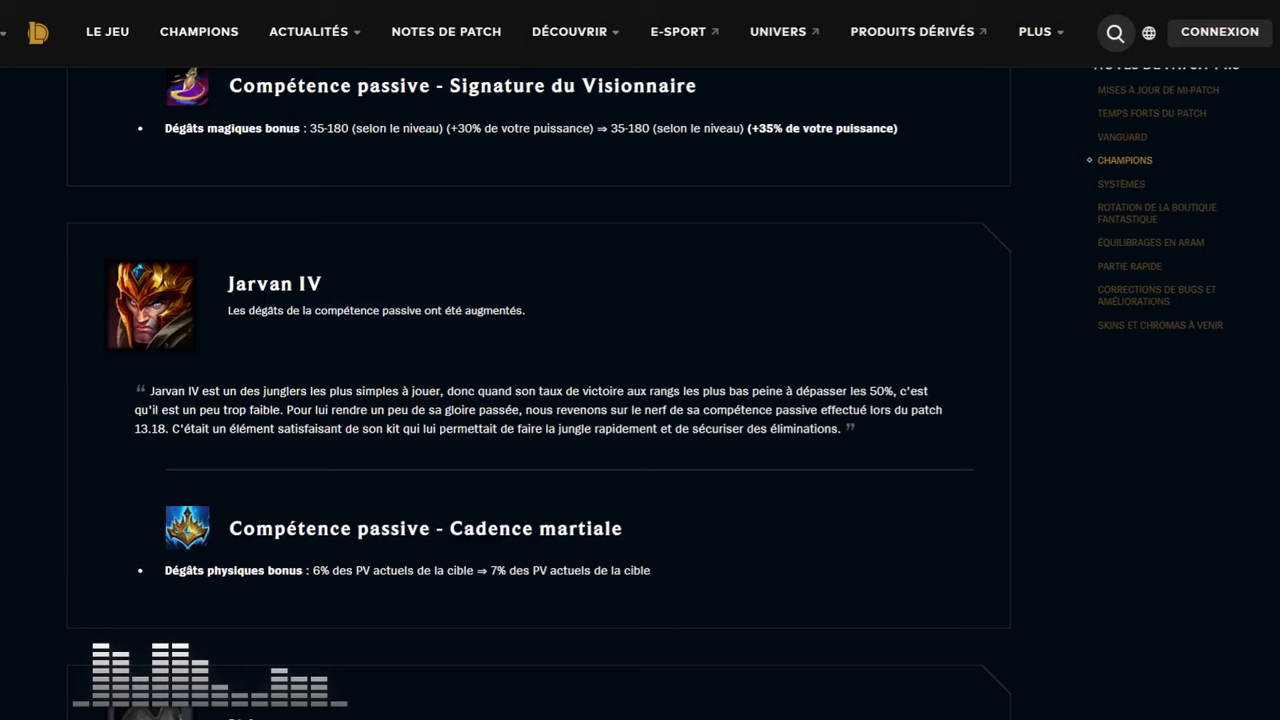 LE JEU
CHAMPIONS
ACTUALITÉS
NOTES DE PATCH
DÉCOUVRIR
E-SPORT
UNIVERS
PRODUITS DÉRIVÉS
PLUS
CONNEXION
Compétence passive - Signature du Visionnaire
• Dégâts magiques bonus : 35-180 (selon le niveau) (+30% de votre puissance) ⇒ 35-180 (selon le niveau) (+35% de votre puissance)
Jarvan IV
Les dégâts de la compétence passive ont été augmentés.
“ Jarvan IV est un des junglers les plus simples à jouer, donc quand son taux de victoire aux rangs les plus bas peine à dépasser les 50%, c'est
qu'il est un peu trop faible. Pour lui rendre un peu de sa gloire passée, nous revenons sur le nerf de sa compétence passive effectué lors du patch
13.18. C'était un élément satisfaisant de son kit qui lui permettait de faire la jungle rapidement et de sécuriser des éliminations. ”
Compétence passive - Cadence martiale
• Dégâts physiques bonus : 6% des PV actuels de la cible ⇒ 7% des PV actuels de la cible
MISES À JOUR DE MI-PATCH
TEMPS FORTS DU PATCH
VANGUARD
CHAMPIONS
SYSTÈMES
ROTATION DE LA BOUTIQUE
FANTASTIQUE
ÉQUILIBRAGES EN ARAM
PARTIE RAPIDE
CORRECTIONS DE BUGS ET
AMÉLIORATIONS
SKINS ET CHROMAS À VENIR